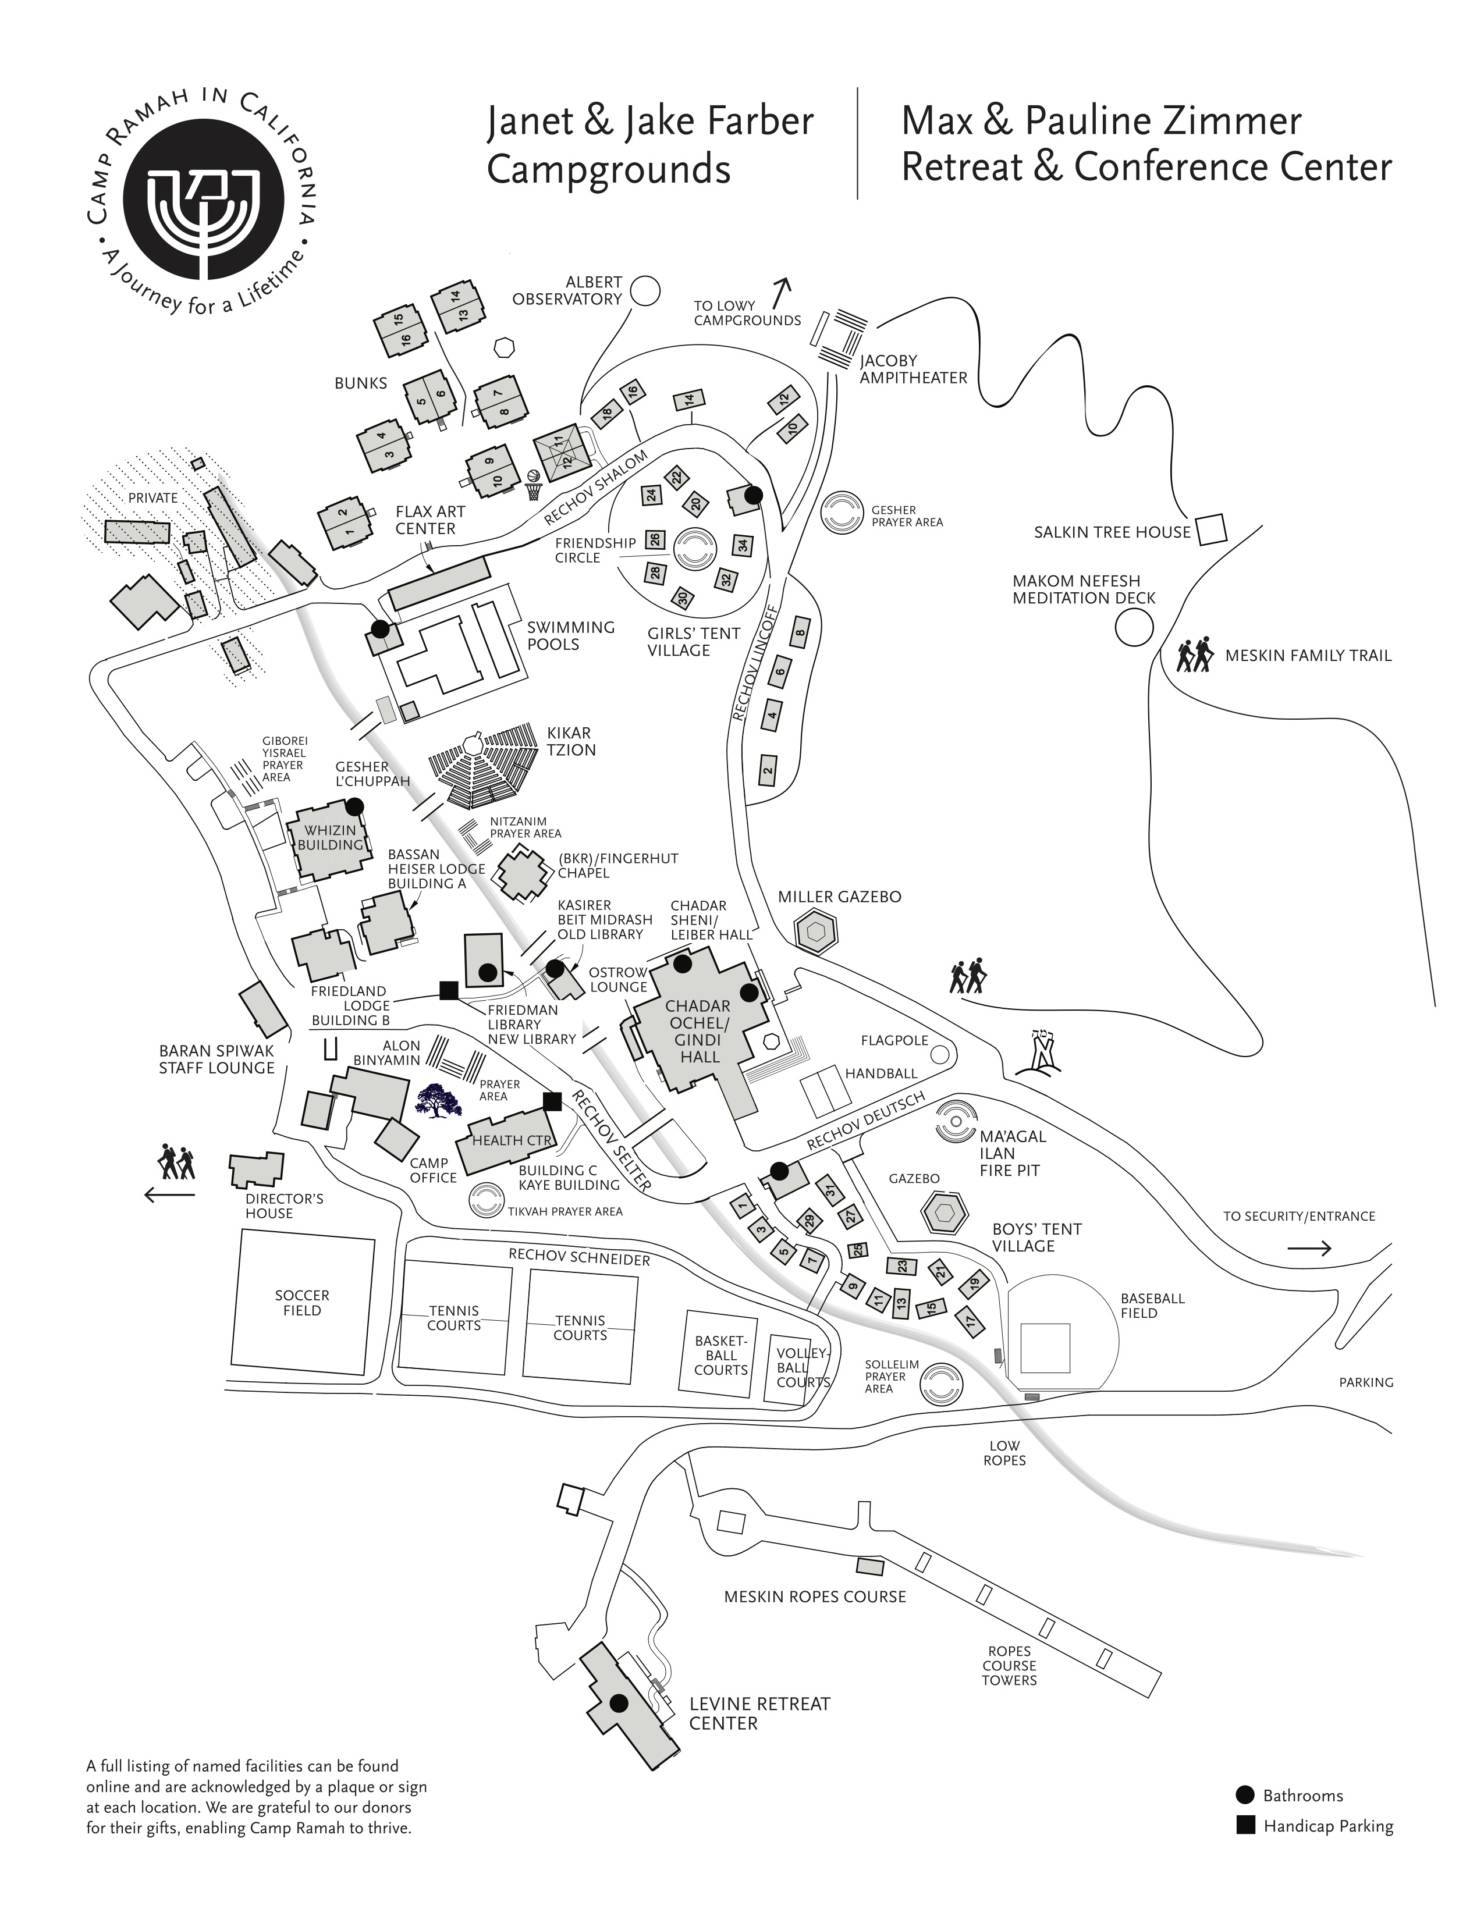 CAMP RAMAH IN CALIFORNIA
רמה
• A Journey for a Lifetime •
Janet & Jake Farber
Campgrounds
Max & Pauline Zimmer
Retreat & Conference Center
ALBERT
OBSERVATORY
TO LOWY
CAMPGROUNDS
JACOBY
AMPITHEATER
BUNKS
15
16
14
13
5
6
7
8
4
3
9
10
11
12
2
1
18
16
14
12
10
PRIVATE
FLAX ART
CENTER
RECHOV SHALOM
22
24
20
26
28
30
32
34
FRIENDSHIP
CIRCLE
GESHER
PRAYER AREA
SALKIN TREE HOUSE
MAKOM NEFESH
MEDITATION DECK
MESKIN FAMILY TRAIL
SWIMMING
POOLS
GIRLS' TENT
VILLAGE
RECHOV LINCOFF
8
6
4
2
GIBOREI
YISRAEL
PRAYER
AREA
GESHER
L'CHUPPAH
KIKAR
TZION
WHIZIN
BUILDING
NITZANIM
PRAYER AREA
BASSAN
HEISER LODGE
BUILDING A
(BKR)/FINGERHUT
CHAPEL
KASIRER
BEIT MIDRASH
OLD LIBRARY
CHADAR
SHENI/
LEIBER HALL
MILLER GAZEBO
OSTROW
LOUNGE
FRIEDLAND
LODGE
BUILDING B
FRIEDMAN
LIBRARY
NEW LIBRARY
CHADAR
OCHEL/
GINDI
HALL
FLAGPOLE
HANDBALL
BARAN SPIWAK
STAFF LOUNGE
ALON
BINYAMIN
PRAYER
AREA
RECHOV SELTER
RECHOV DEUTSCH
רמה
MA'AGAL
ILAN
FIRE PIT
HEALTH CTR
CAMP
OFFICE
BUILDING C
KAYE BUILDING
DIRECTOR'S
HOUSE
TIKVAH PRAYER AREA
GAZEBO
BOYS' TENT
VILLAGE
TO SECURITY/ENTRANCE
1
3
5
7
29
31
27
25
23
21
19
9
11
13
15
17
RECHOV SCHNEIDER
SOCCER
FIELD
TENNIS
COURTS
TENNIS
COURTS
BASKET-
BALL
COURTS
VOLLEY-
BALL
COURTS
SOLLELIM
PRAYER
AREA
BASEBALL
FIELD
PARKING
LOW
ROPES
MESKIN ROPES COURSE
ROPES
COURSE
TOWERS
LEVINE RETREAT
CENTER
A full listing of named facilities can be found
online and are acknowledged by a plaque or sign
at each location. We are grateful to our donors
for their gifts, enabling Camp Ramah to thrive.
Bathrooms
Handicap Parking